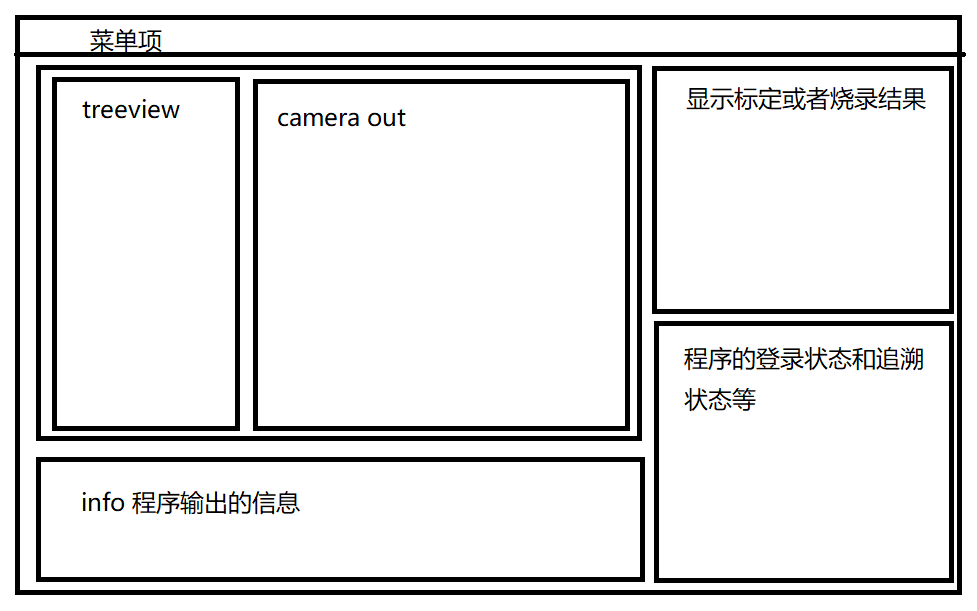 菜单项
treeview
camera out
显示标定或者烧录结果
程序的登录状态和追溯
状态等
info 程序输出的信息